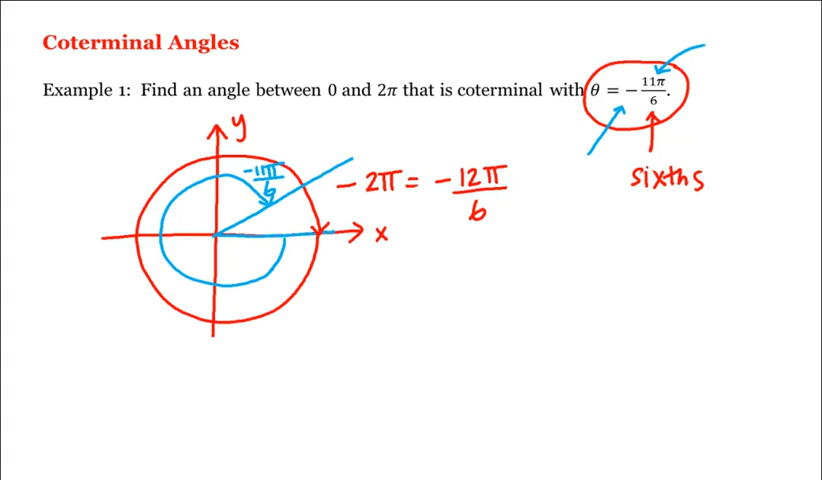 Coterminal Angles
Example 1: Find an angle between 0 and 2π that is coterminal with θ = −11π/6.
y
−11π/6
−2π = −12π/6
sixths
x